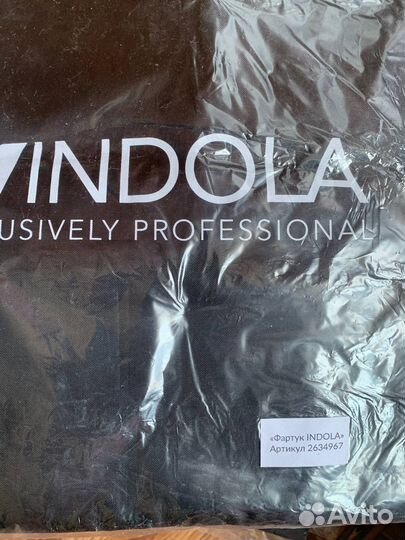 INDOLA
USIVELY PROFESSIONAL
«Фартук INDOLA»
Артикул 2634967
Avito